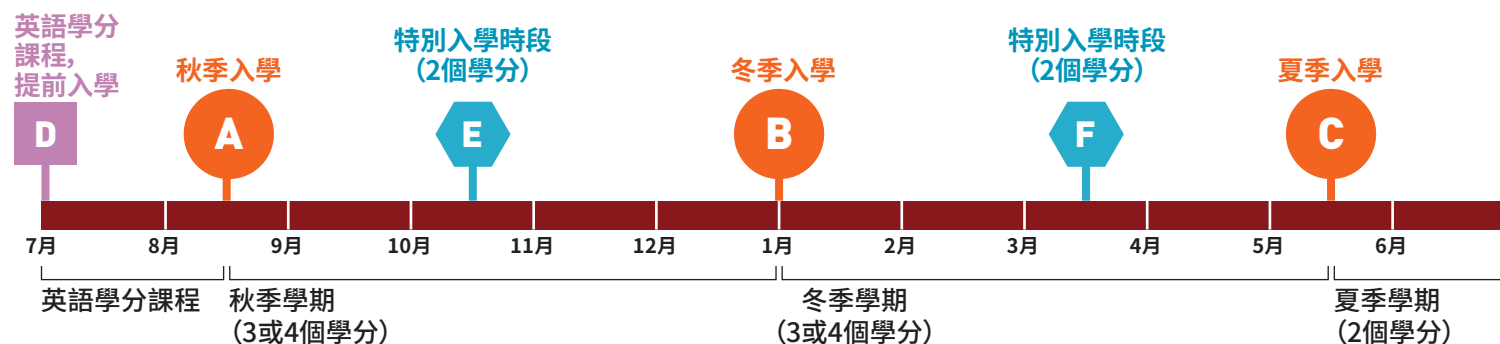 英語學分
課程，
提前入學
D
秋季入學
A
特別入學時段
（2個學分）
E
冬季入學
B
特別入學時段
（2個學分）
F
夏季入學
C
7月
8月
9月
10月
11月
12月
1月
2月
3月
4月
5月
6月
英語學分課程
秋季學期
（3或4個學分）
冬季學期
（3或4個學分）
夏季學期
（2個學分）